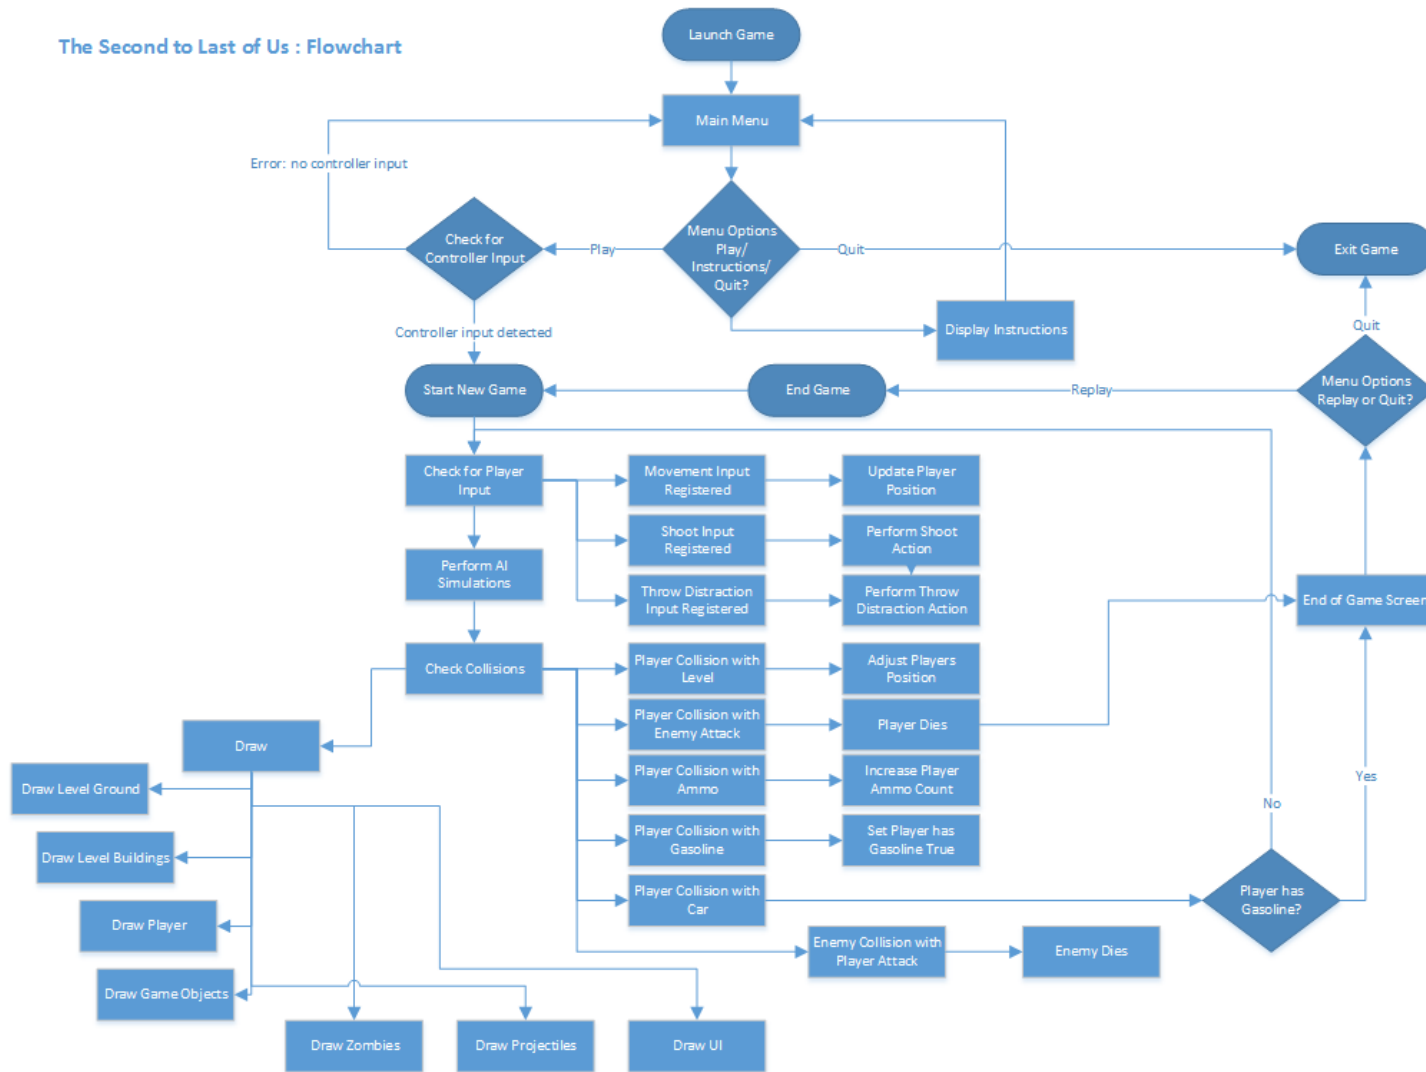 The Second to Last of Us : Flowchart
Launch Game
Main Menu
Error: no controller input
Check for
Controller Input
Play
Menu Options
Play/
Instructions/
Quit?
Quit
Exit Game
Display Instructions
Quit
Controller input detected
Start New Game
End Game
Replay
Menu Options
Replay or Quit?
Check for Player
Input
Movement Input
Registered
Update Player
Position
Shoot Input
Registered
Perform Shoot
Action
Perform AI
Simulations
Throw Distraction
Input Registered
Perform Throw
Distraction Action
End of Game Screen
Check Collisions
Player Collision with
Level
Adjust Players
Position
Player Collision with
Enemy Attack
Player Dies
Draw
Player Collision with
Ammo
Increase Player
Ammo Count
Yes
No
Draw Level Ground
Player Collision with
Gasoline
Set Player has
Gasoline True
Draw Level Buildings
Player Collision with
Car
Player has
Gasoline?
Draw Player
Enemy Collision with
Player Attack
Enemy Dies
Draw Game Objects
Draw Zombies
Draw Projectiles
Draw UI